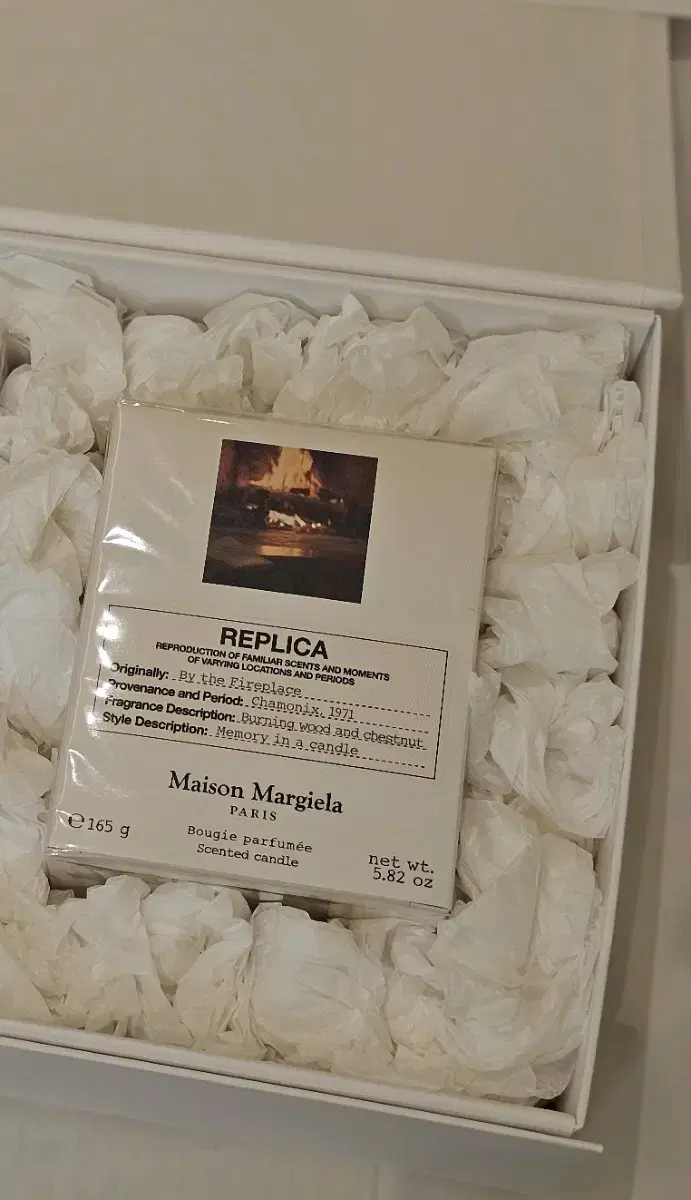 REPLICA
REPRODUCTION OF FAMILIAR SCENTS AND MOMENTS
OF VARYING LOCATIONS AND PERIODS
Originally: By the Fireplace
Provenance and Period: Chamonix, 1971
Fragrance Description: Burning wood and chestnut
Style Description: Memory in a candle
Maison Margiela
PARIS
℮165 g
Bougie parfumée
Scented candle
net wt.
5.82 oz